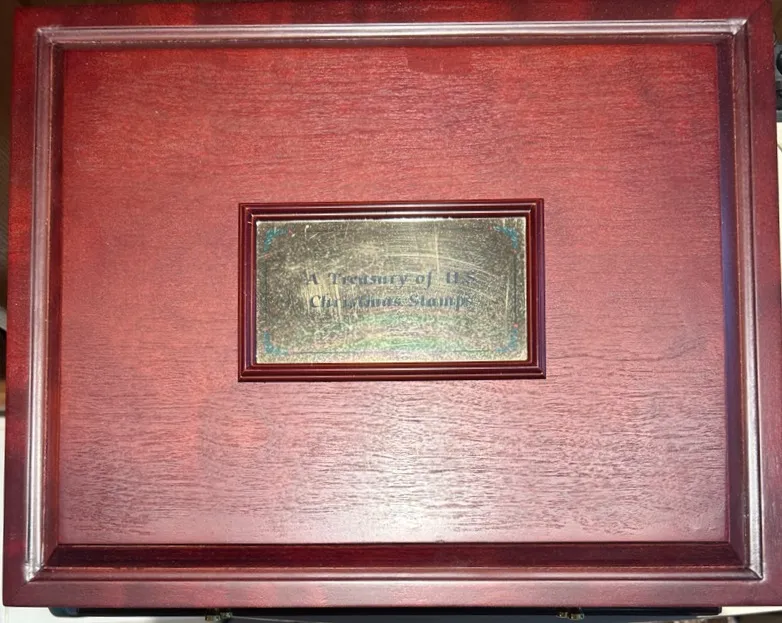 A Treasury of U.S.
Christmas Stamps